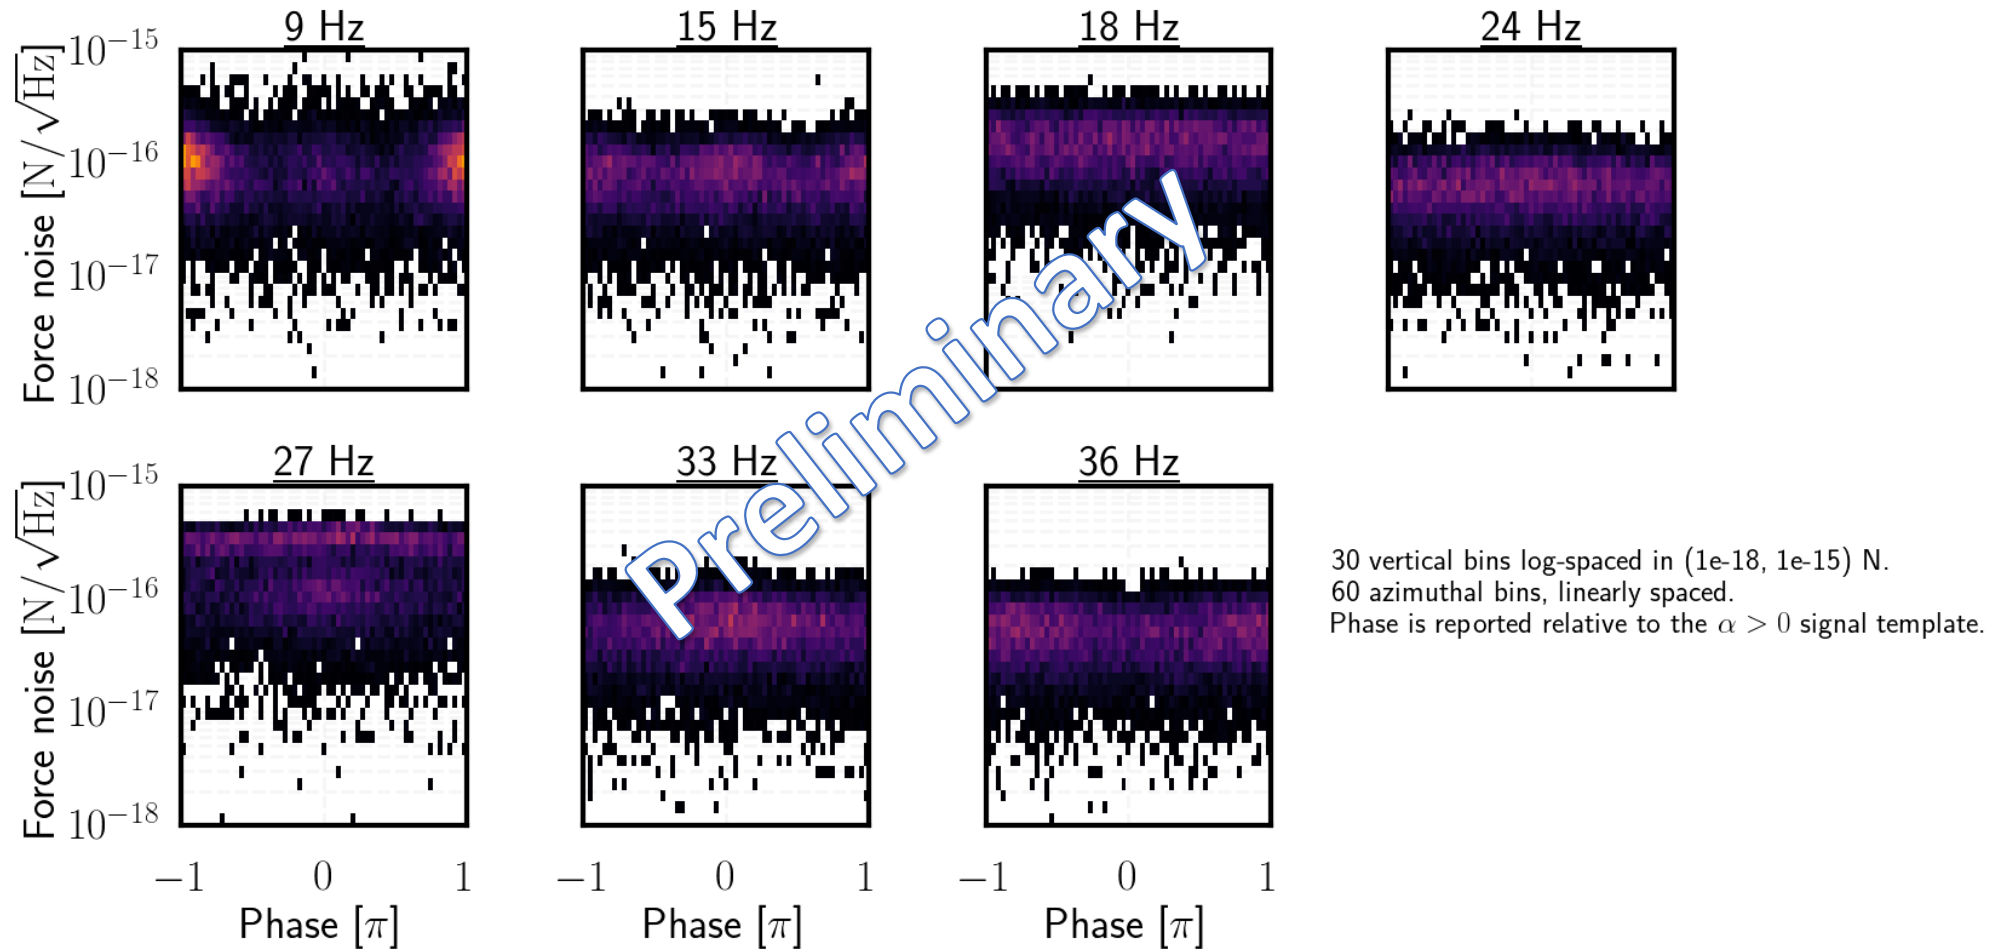 9 Hz
15 Hz
18 Hz
24 Hz
Force noise [N/√Hz]
10⁻¹⁵
10⁻¹⁶
10⁻¹⁷
10⁻¹⁸
27 Hz
33 Hz
36 Hz
Force noise [N/√Hz]
10⁻¹⁵
10⁻¹⁶
10⁻¹⁷
10⁻¹⁸
−1 0 1
−1 0 1
−1 0 1
Phase [π]
Phase [π]
Phase [π]
30 vertical bins log-spaced in (1e-18, 1e-15) N.
60 azimuthal bins, linearly spaced.
Phase is reported relative to the α > 0 signal template.
Preliminary